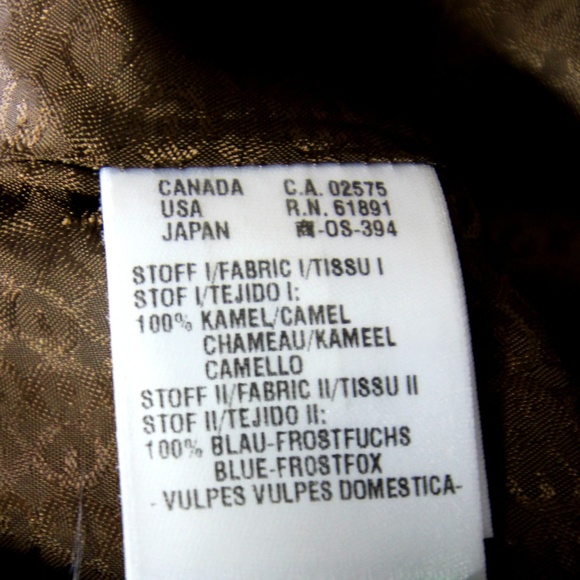 CANADA C.A. 02575
USA R.N. 61891
JAPAN 商-OS-394
STOFF I/FABRIC I/TISSU I
STOF I/TEJIDO I:
100% KAMEL/CAMEL
CHAMEAU/KAMEEL
CAMELLO
STOFF II/FABRIC II/TISSU II
STOF II/TEJIDO II:
100% BLAU-FROSTFUCHS
BLUE-FROSTFOX
- VULPES VULPES DOMESTICA-